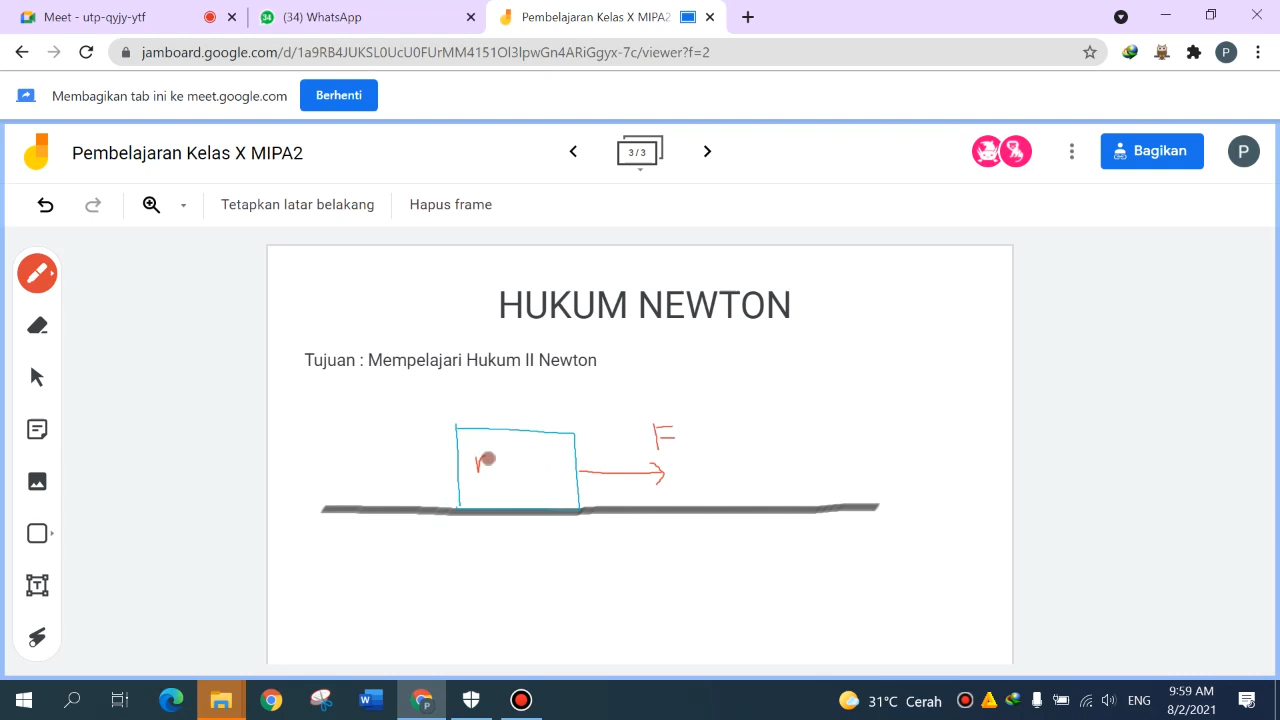 Meet - utp-qyjy-ytf
(34) WhatsApp
Pembelajaran Kelas X MIPA2
jamboard.google.com/d/1a9RB4JUKSL0UcU0FUrMM4151OI3IpwGn4ARiGgyx-7c/viewer?f=2
P
Membagikan tab ini ke meet.google.com
Berhenti
Pembelajaran Kelas X MIPA2
3 / 3
Bagikan
P
Tetapkan latar belakang
Hapus frame
HUKUM NEWTON
Tujuan : Mempelajari Hukum II Newton
F
31°C Cerah
ENG
9:59 AM
8/2/2021